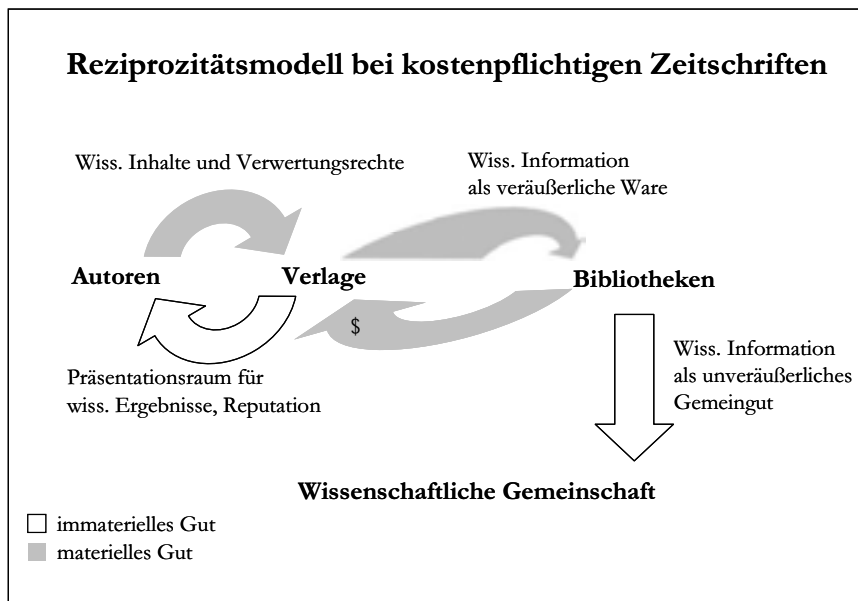 Reziprozitätsmodell bei kostenpflichtigen Zeitschriften
Wiss. Inhalte und Verwertungsrechte
Wiss. Information
als veräußerliche Ware
Autoren
Verlage
Bibliotheken
$
Präsentationsraum für
wiss. Ergebnisse, Reputation
Wiss. Information
als unveräußerliches
Gemeingut
Wissenschaftliche Gemeinschaft
immaterielles Gut
materielles Gut